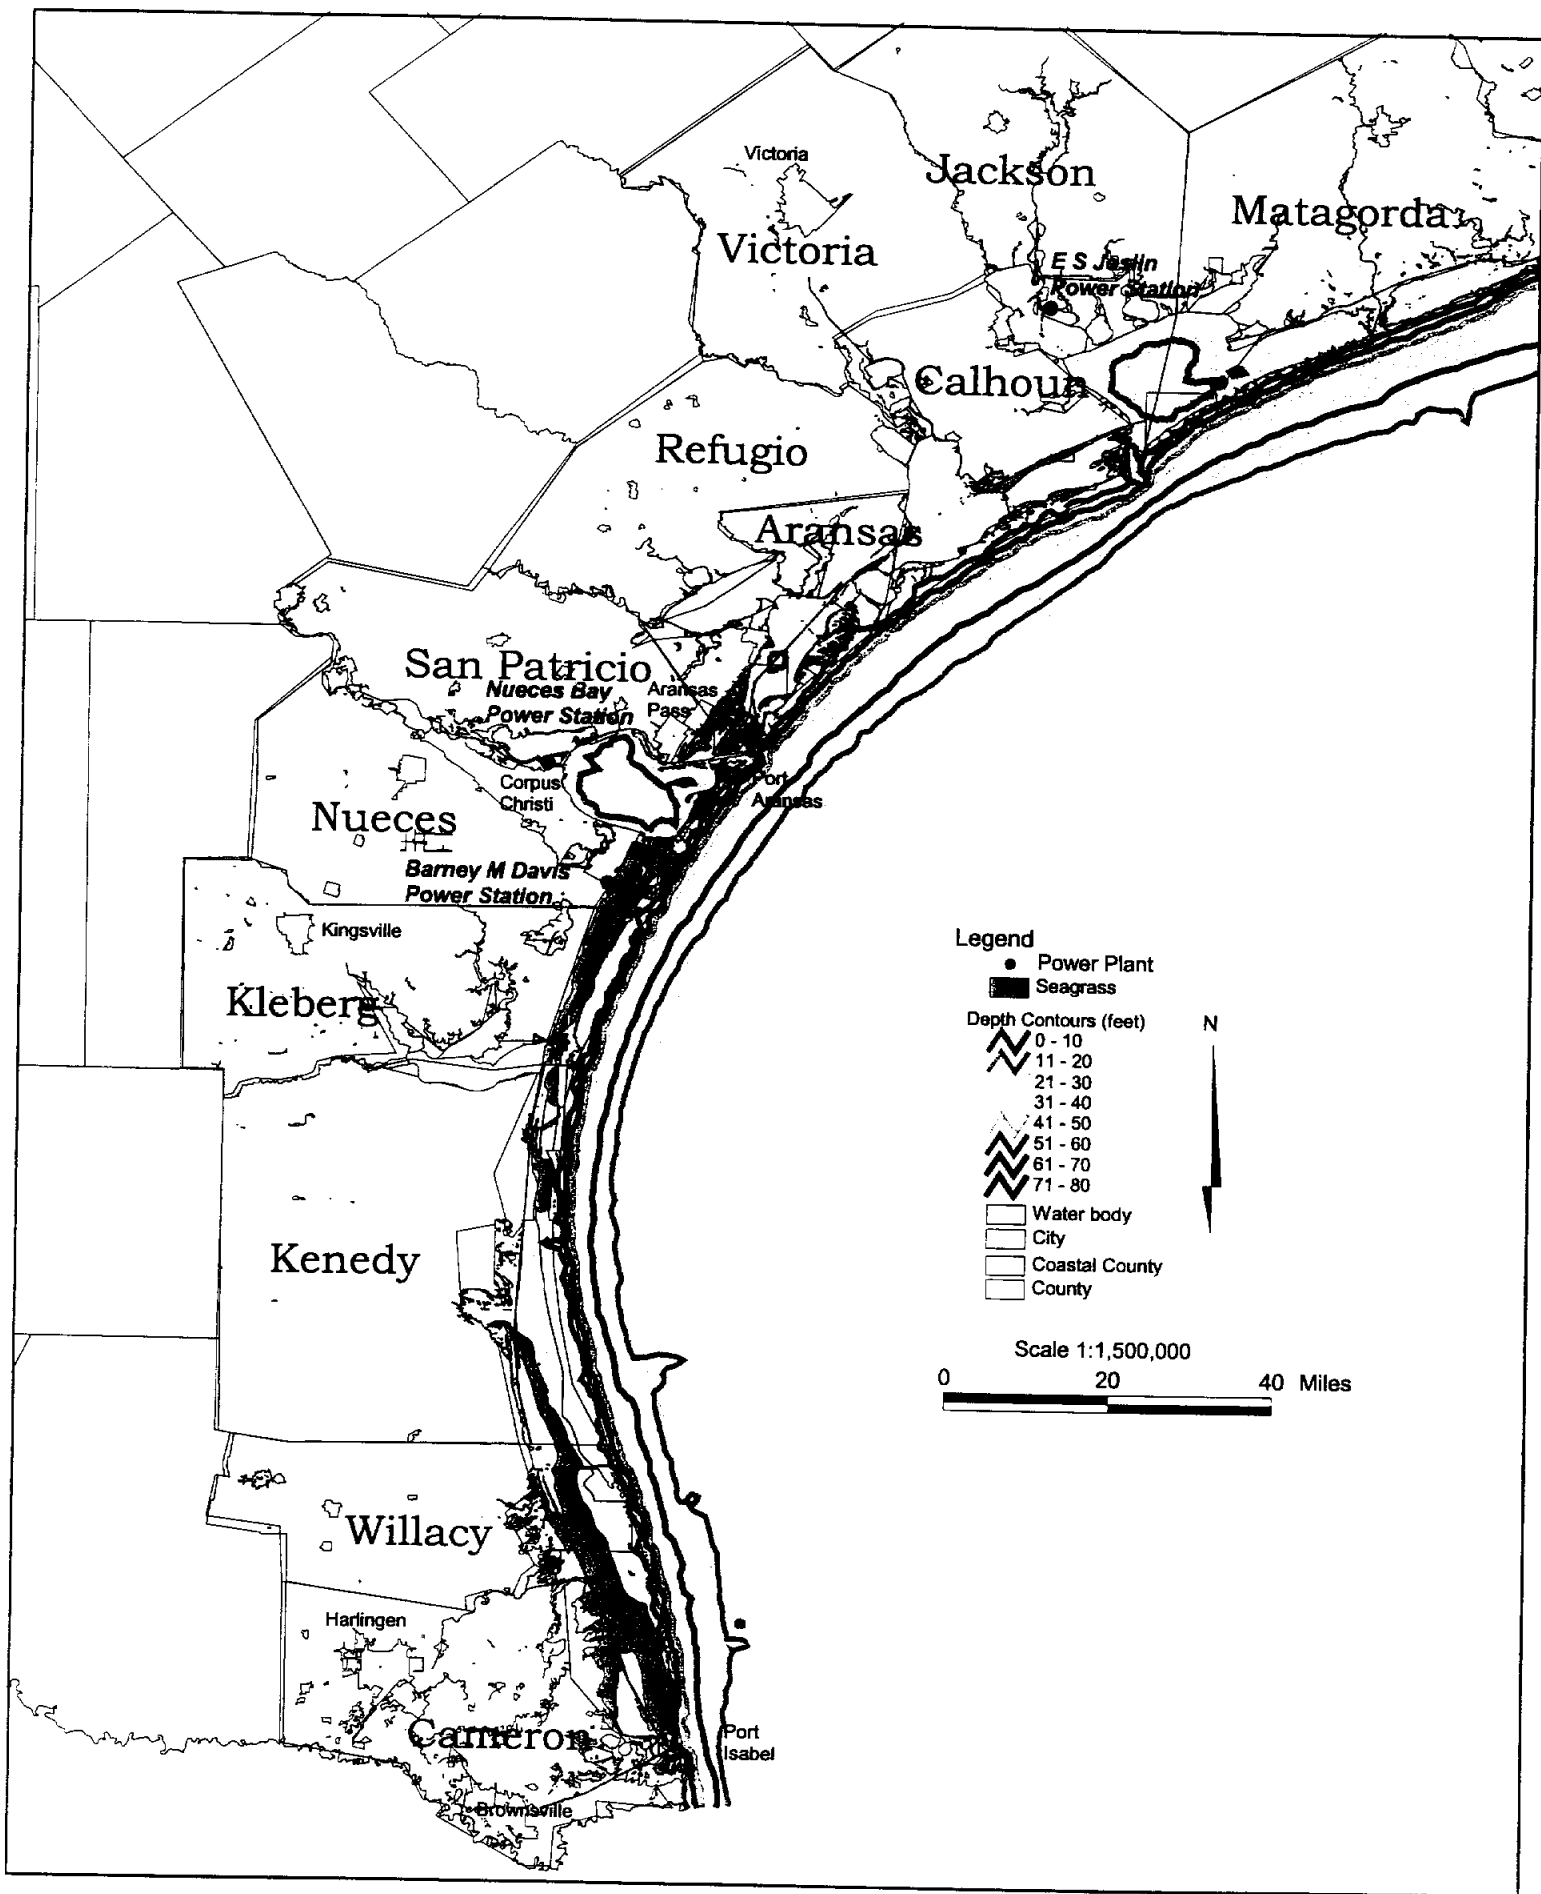 Victoria
Jackson
Matagorda
Victoria
E S Joslin
Power Station
Calhoun
Refugio
Aransas
San Patricio
Nueces Bay
Power Station
Aransas
Pass
Corpus
Christi
Port
Aransas
Nueces
Barney M Davis
Power Station
Kingsville
Kleberg
Legend
Power Plant
Seagrass
Depth Contours (feet)
0 - 10
11 - 20
21 - 30
31 - 40
41 - 50
51 - 60
61 - 70
71 - 80
Water body
City
Coastal County
County
N
Kenedy
Scale 1:1,500,000
0 20 40 Miles
Willacy
Harlingen
Cameron
Port
Isabel
Brownsville